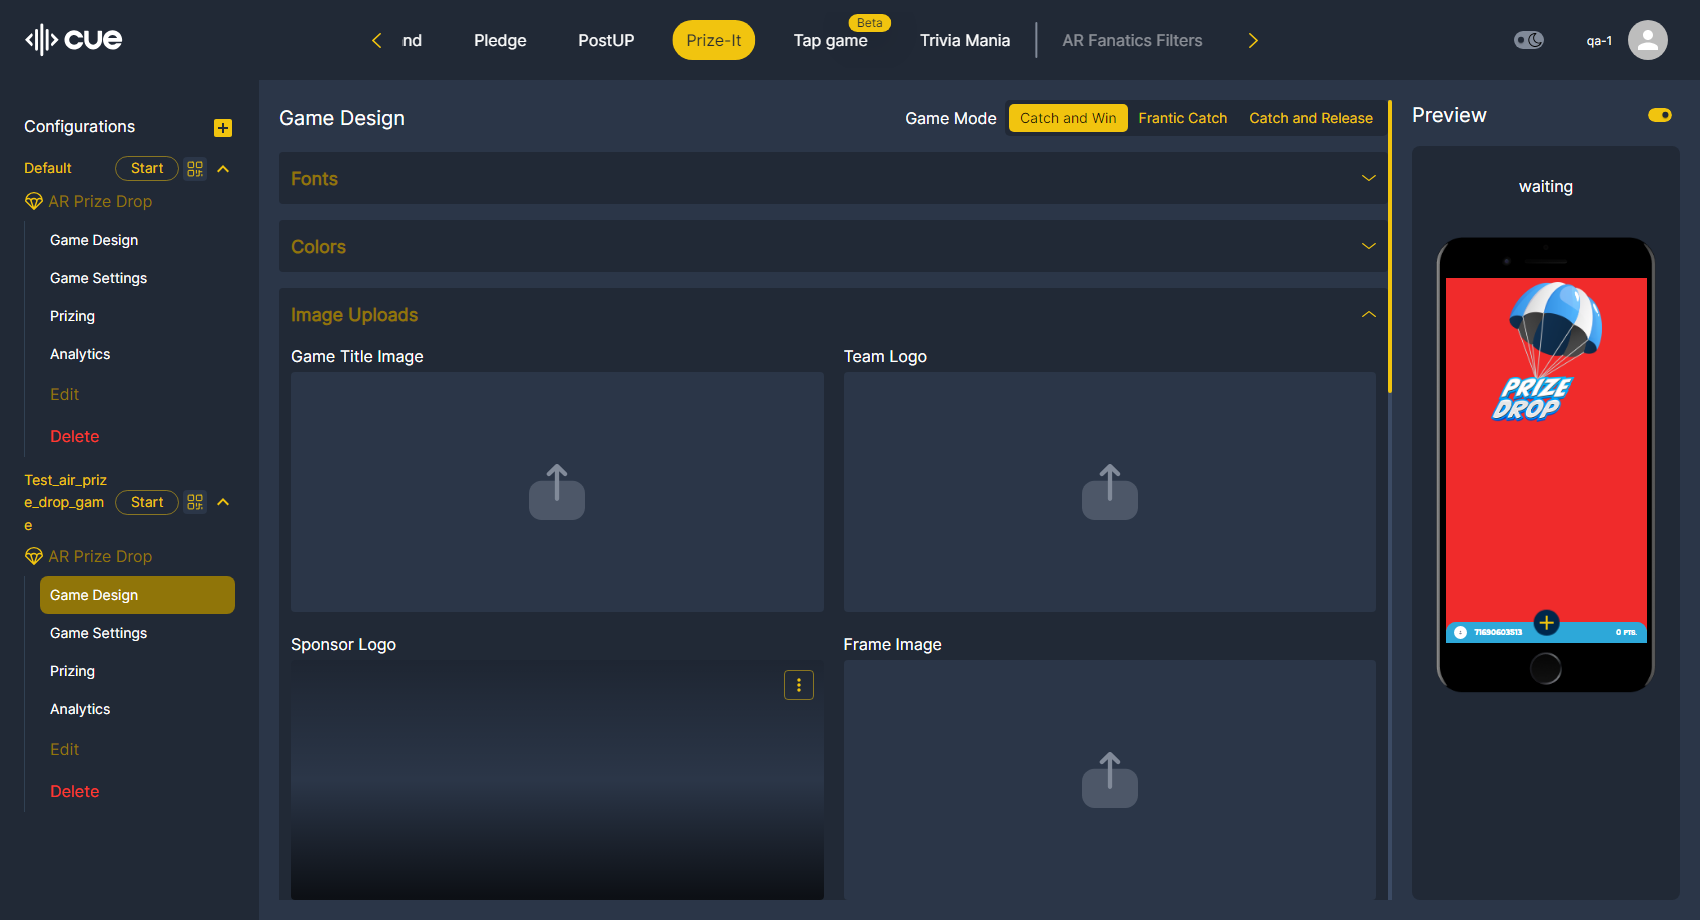 cue
nd
Pledge
PostUP
Prize-It
Tap game
Beta
Trivia Mania
AR Fanatics Filters
qa-1
Configurations
Default
Start
AR Prize Drop
Game Design
Game Settings
Prizing
Analytics
Edit
Delete
Test_air_priz
e_drop_gam
e
Start
AR Prize Drop
Game Design
Game Settings
Prizing
Analytics
Edit
Delete
Game Design
Game Mode
Catch and Win
Frantic Catch
Catch and Release
Fonts
Colors
Image Uploads
Game Title Image
Team Logo
Sponsor Logo
Frame Image
Preview
waiting
PRIZE
DROP
71690603513
0 PTS.